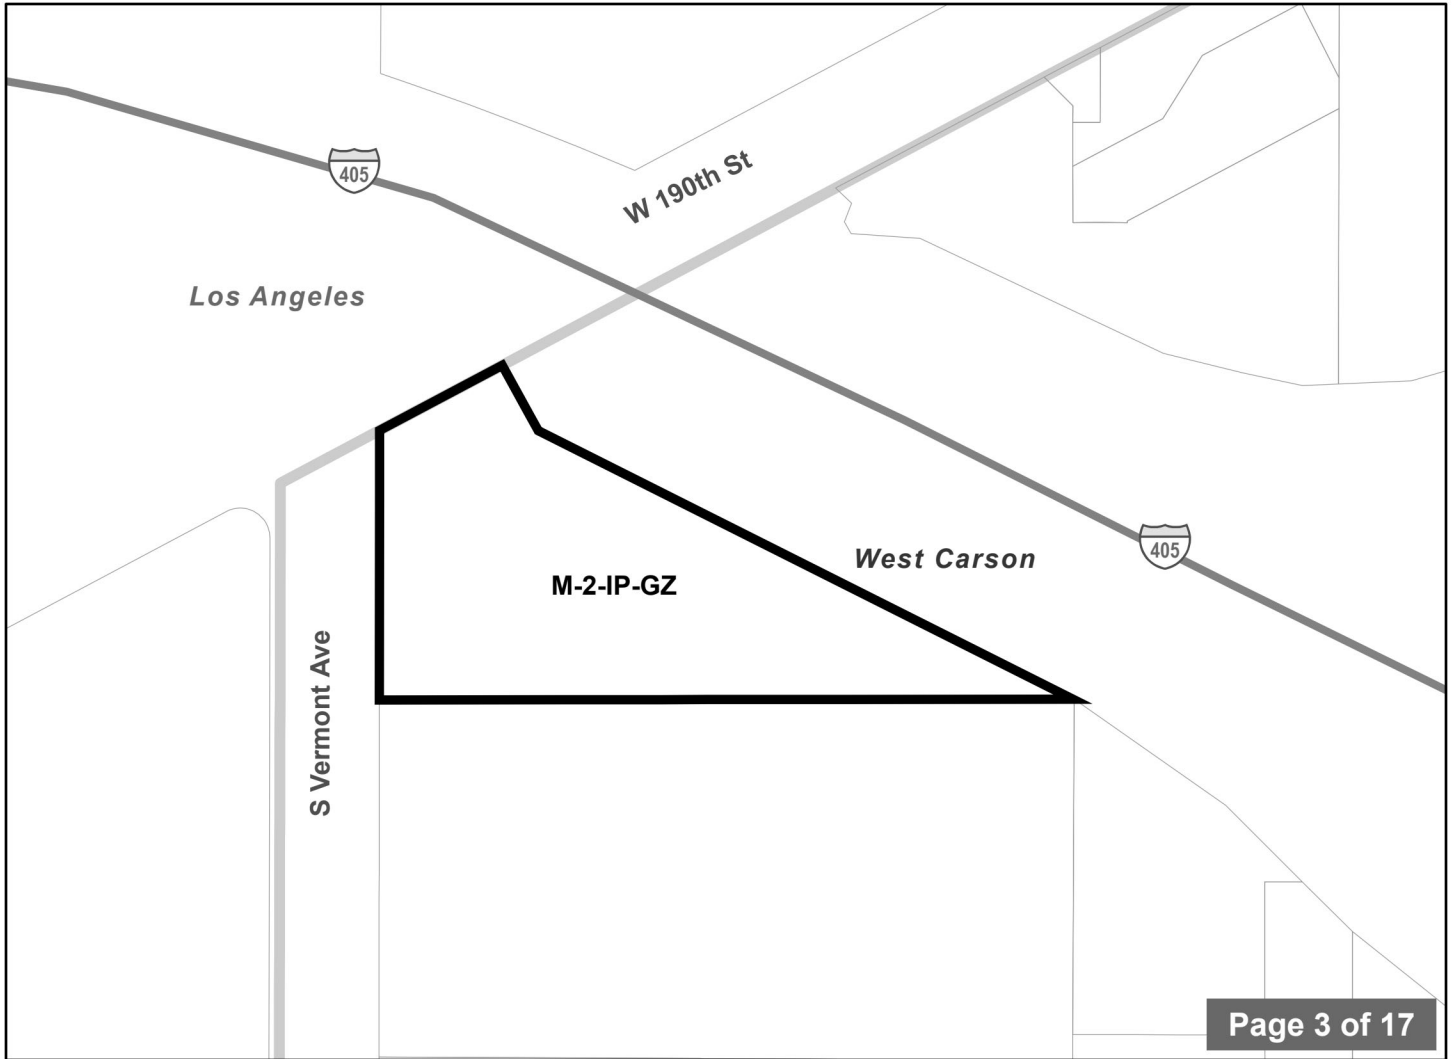 405
W 190th St
Los Angeles
West Carson
405
M-2-IP-GZ
S Vermont Ave
Page 3 of 17